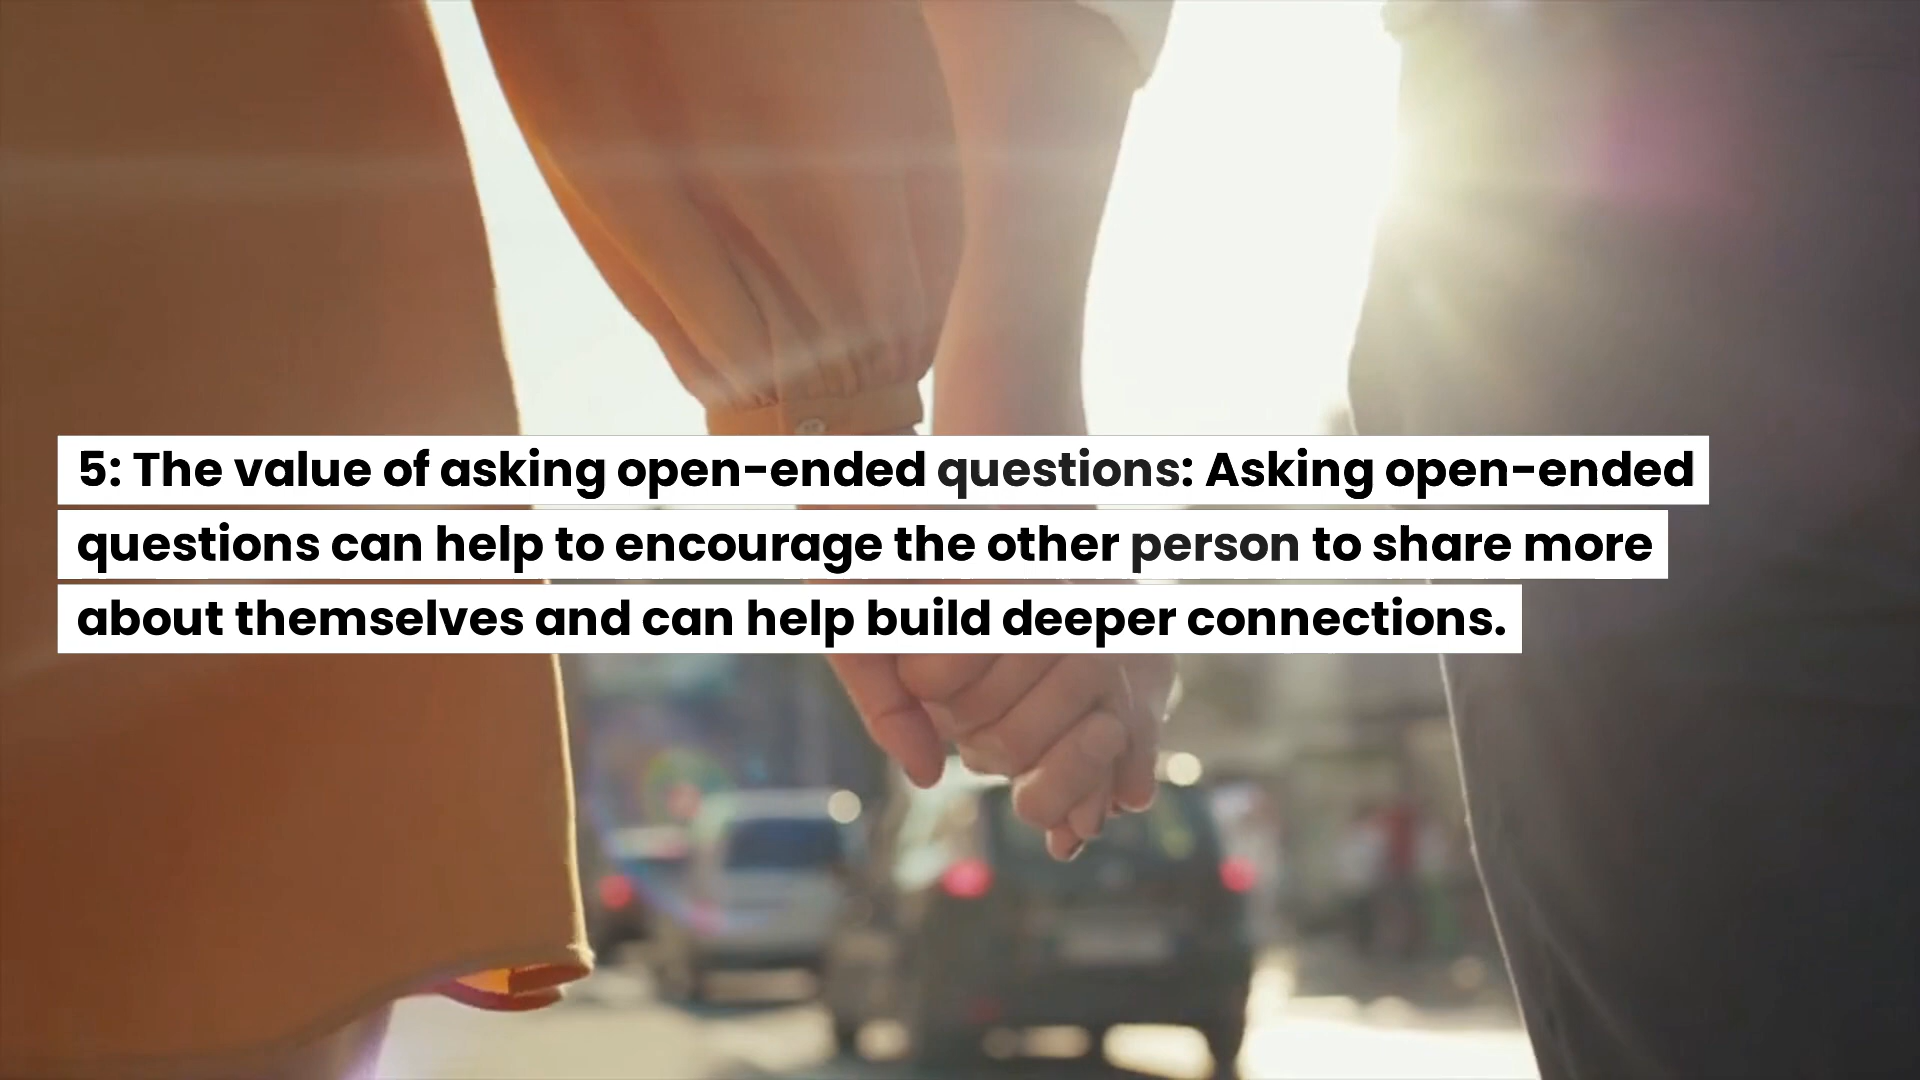 5: The value of asking open-ended questions: Asking open-ended
questions can help to encourage the other person to share more
about themselves and can help build deeper connections.